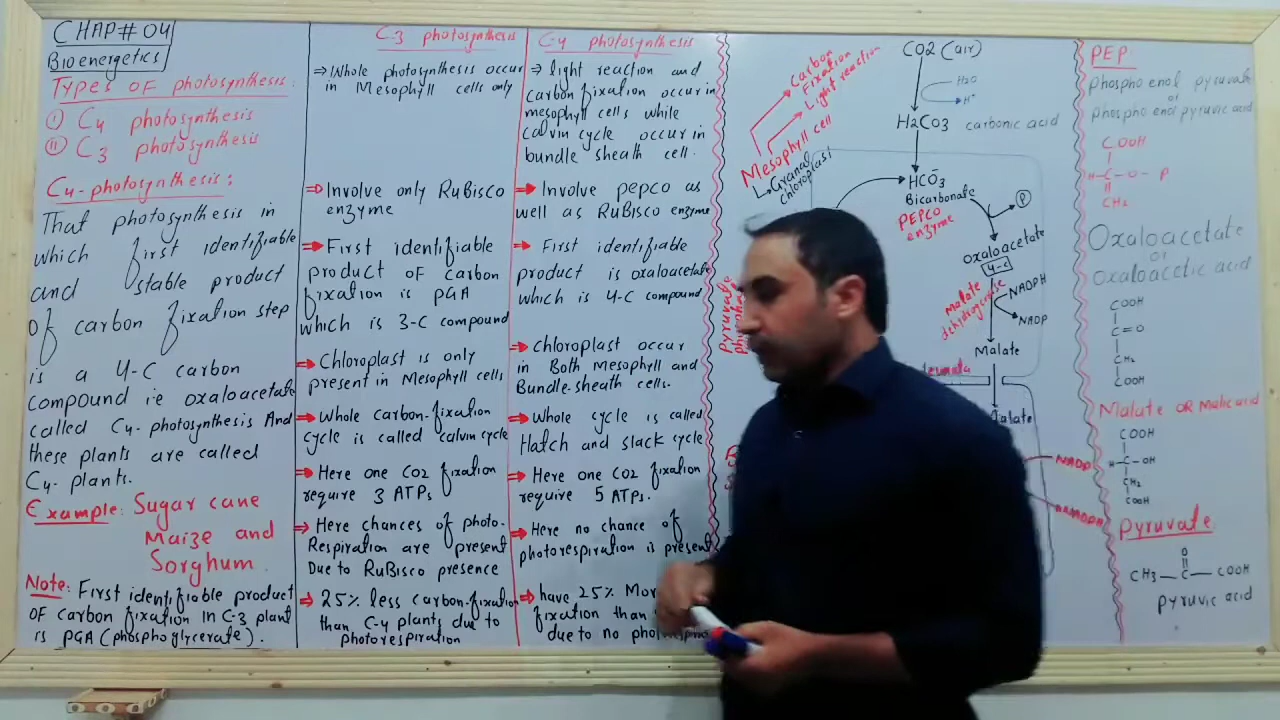 CHAP# 04
Bioenergetics
Types of photosynthesis:
(i) C4 photosynthesis
(ii) C3 photosynthesis
C4-photosynthesis:
That photosynthesis in
which first identifiable
and stable product
of carbon fixation step
is a 4-C carbon
compound ie oxaloacetate
called C4-photosynthesis And
these plants are called
C4-plants.
Example: Sugar cane
Maize and
Sorghum.
Note: First identifiable product
of carbon fixation in C-3 plant
is PGA (phosphoglycerate).
C-3 photosynthesis
⇒ Whole photosynthesis occur
in Mesophyll cells only
⇒ Involve only RuBisco
enzyme
⇒ First identifiable
product of carbon
fixation is PGA
which is 3-C compound
⇒ Chloroplast is only
present in Mesophyll cells
⇒ Whole carbon-fixation
cycle is called calvin cycle
⇒ Here one CO2 fixation
require 3 ATPs
⇒ Here chances of photo-
Respiration are present
Due to RuBisco presence
⇒ 25% less carbon-fixation
than C-4 plants due to
photorespiration
C-4 photosynthesis
⇒ light reaction and
carbon fixation occur in
mesophyll cells while
Calvin cycle occur in
bundle sheath cell.
⇒ Involve pepco as
well as RuBisco enzyme
⇒ First identifiable
product is oxaloacetate
which is 4-C compound
⇒ chloroplast occur
in Both Mesophyll and
Bundle-sheath cells.
⇒ Whole cycle is called
Hatch and slack cycle
⇒ Here one CO2 fixation
require 5 ATPs.
⇒ Here no chance of
photorespiration is present
⇒ have 25% Mor
fixation than
due to no
Carbon
Fixation
Light reaction
Mesophyll cell
Granal
chloroplast
CO2 (air)
H2O
H+
H2CO3 carbonic acid
HCO3-
Bicarbonate
P
PEPCO
enzyme
oxaloacetate
4-C
malate
dehydrogenase
NADPH
NADP
Malate
pyruvate
NADP
NADPH
PEP:
Phospho enol pyruvate
or
phospho enol pyruvic acid
COOH
H-C-O-P
CH2
Oxaloacetate
or
Oxaloacetic acid
COOH
C=O
CH2
COOH
Malate OR Malic acid
COOH
H-C-OH
CH2
COOH
pyruvate
O
CH3-C-COOH
pyruvic acid